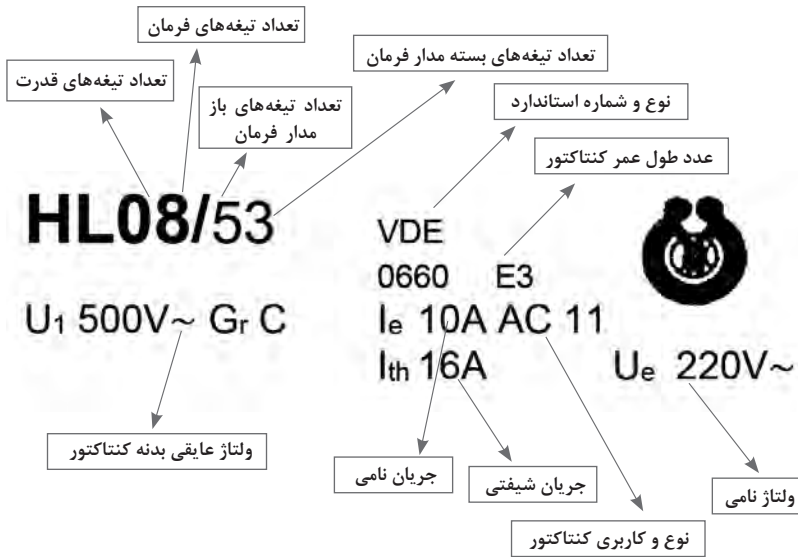 تعداد تیغه‌های فرمان
تعداد تیغه‌های بسته مدار فرمان
تعداد تیغه‌های قدرت
تعداد تیغه‌های باز
مدار فرمان
نوع و شماره استاندارد
عدد طول عمر کنتاکتور
HL08/53
VDE
0660 E3
U1 500V~ Gr C
Ie 10A AC 11
Ith 16A
Ue 220V~
ولتاژ عایقی بدنه کنتاکتور
جریان نامی
جریان شیفتی
ولتاژ نامی
نوع و کاربری کنتاکتور